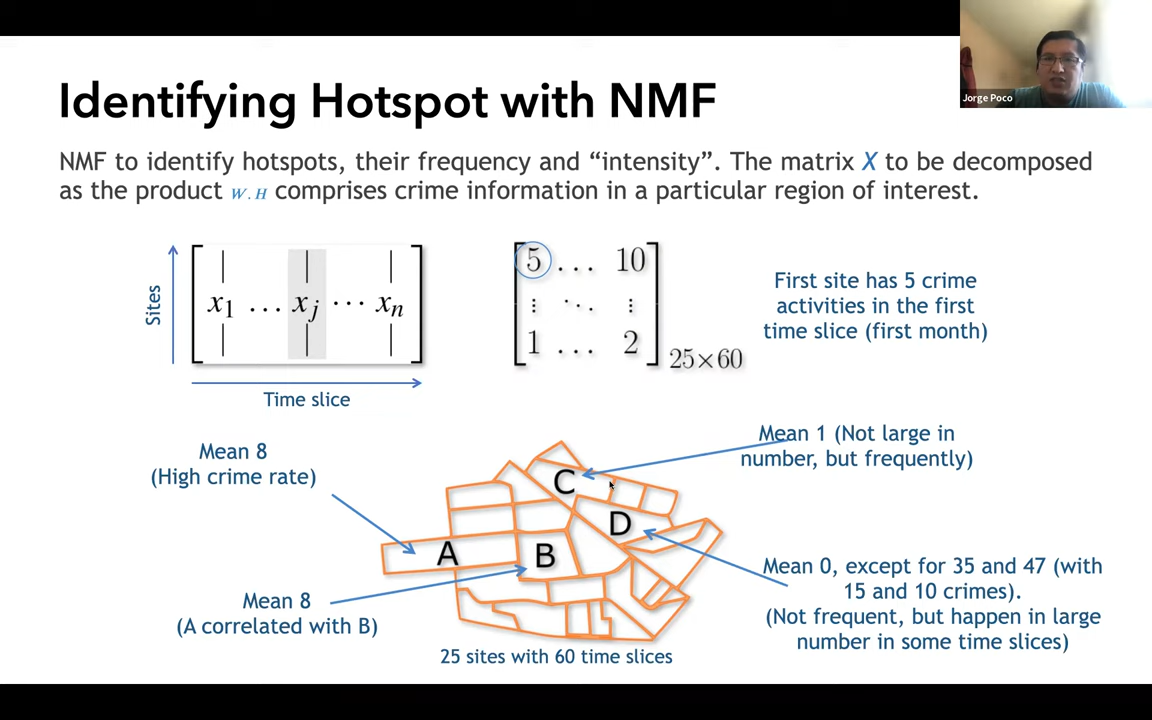 Jorge Poco
Identifying Hotspot with NMF
NMF to identify hotspots, their frequency and “intensity”. The matrix X to be decomposed
as the product W.H comprises crime information in a particular region of interest.
Sites
x1 ... xj ... xn
Time slice
5 ... 10
⋮ ⋱ ⋮
1 ... 2
25×60
First site has 5 crime
activities in the first
time slice (first month)
Mean 8
(High crime rate)
Mean 1 (Not large in
number, but frequently)
C
D
A
B
Mean 8
(A correlated with B)
Mean 0, except for 35 and 47 (with
15 and 10 crimes).
(Not frequent, but happen in large
number in some time slices)
25 sites with 60 time slices